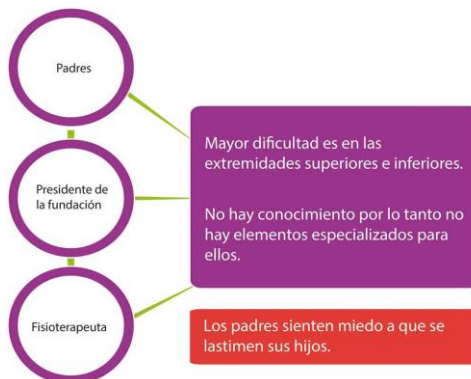 Padres
Presidente de
la fundación
Fisioterapeuta
Mayor dificultad es en las
extremidades superiores e inferiores.
No hay conocimiento por lo tanto no
hay elementos especializados para
ellos.
Los padres sienten miedo a que se
lastimen sus hijos.